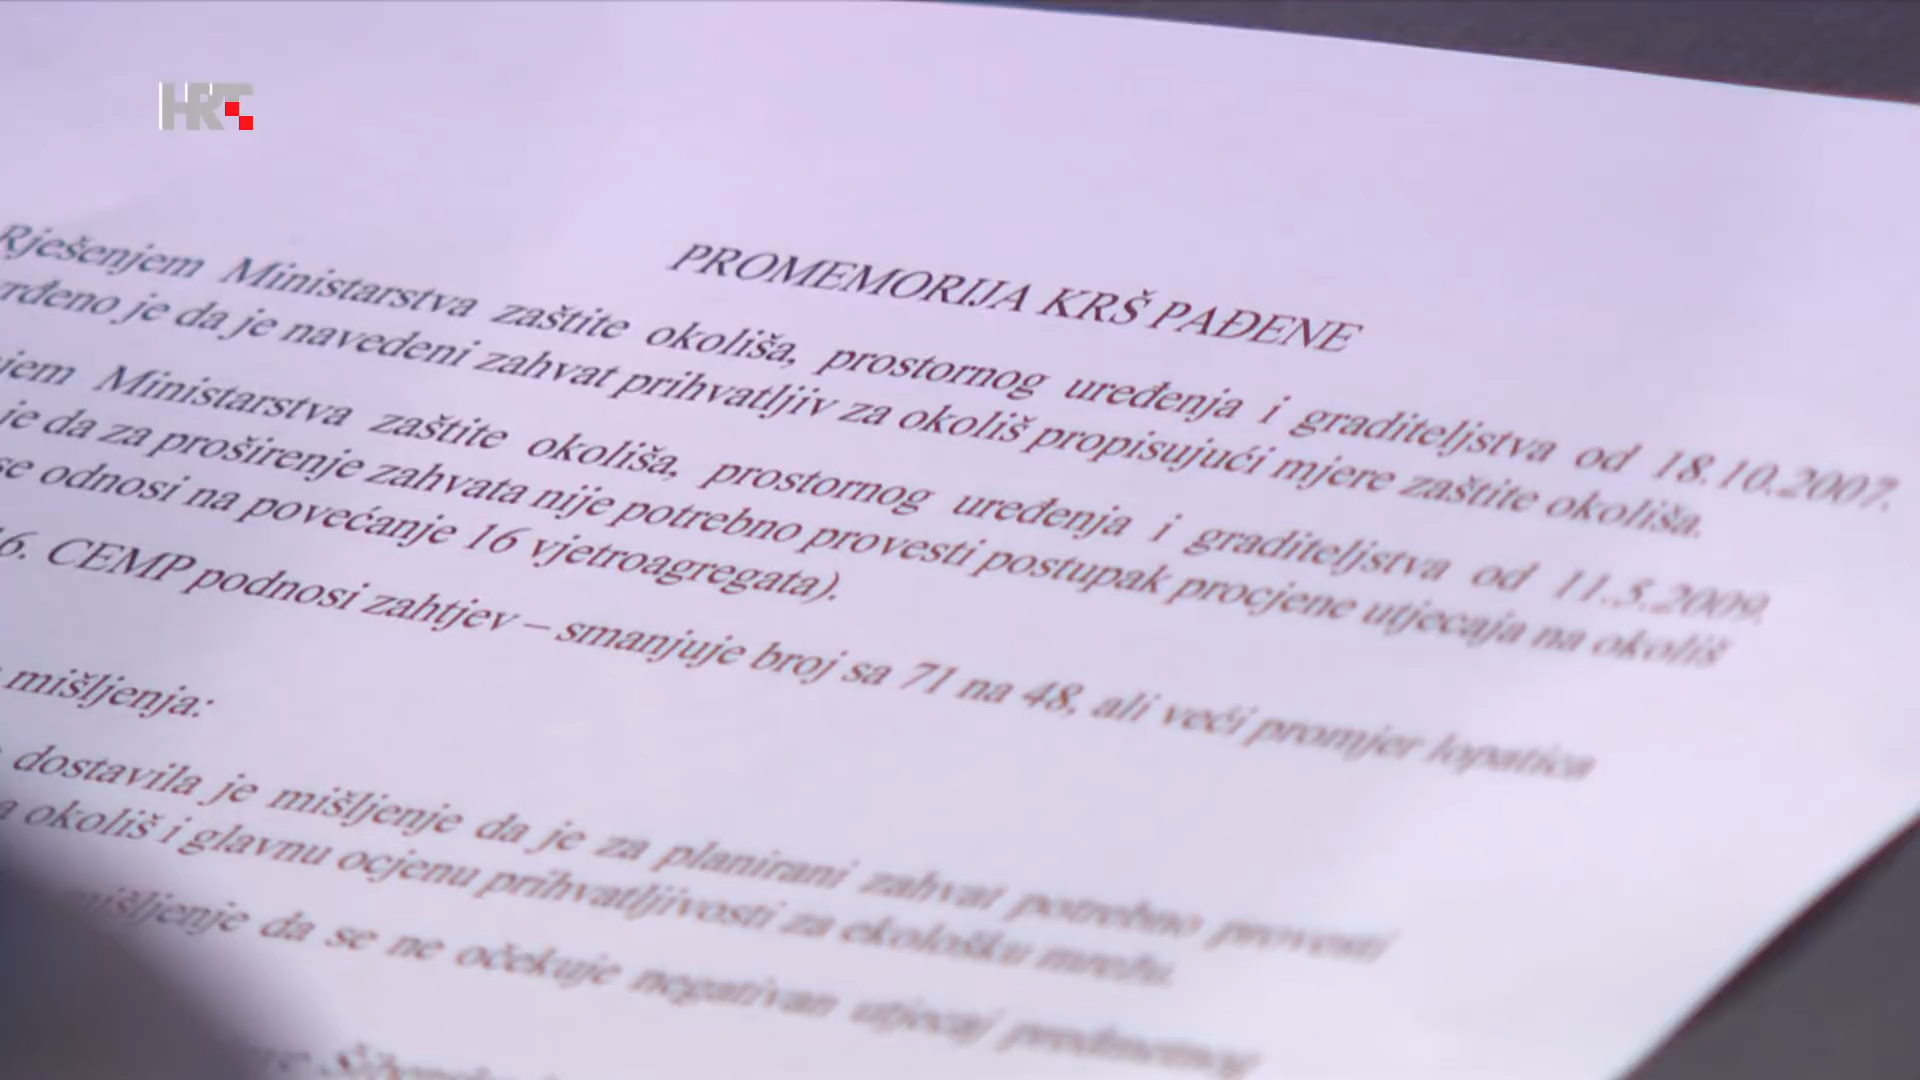 HRT
PROMEMORIJA KRŠ PAĐENE
Rješenjem Ministarstva zaštite okoliša, prostornog uređenja i graditeljstva od 18.10.2007.
rđeno je da je navedeni zahvat prihvatljiv za okoliš propisujući mjere zaštite okoliša.
jem Ministarstva zaštite okoliša, prostornog uređenja i graditeljstva od 11.5.2009.
je da za proširenje zahvata nije potrebno provesti postupak procjene utjecaja na okoliš
se odnosi na povećanje 16 vjetroagregata).
16. CEMP podnosi zahtjev – smanjuje broj sa 71 na 48, ali veći promjer lopatica
mišljenja:
dostavila je mišljenje da je za planirani zahvat potrebno provesti
a okoliš i glavnu ocjenu prihvatljivosti za ekološku mrežu.
mišljenje da se ne očekuje negativan utjecaj predmetnog